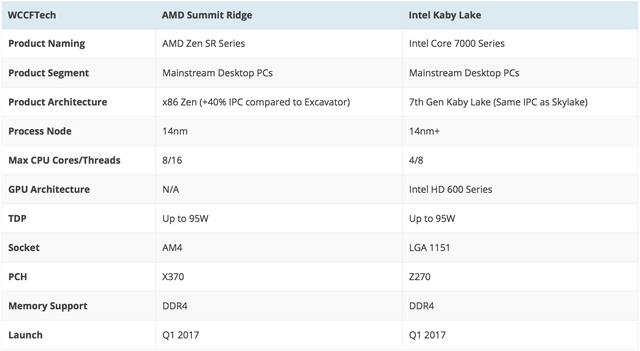 WCCFTech AMD Summit Ridge Intel Kaby Lake
Product Naming AMD Zen SR Series Intel Core 7000 Series
Product Segment Mainstream Desktop PCs Mainstream Desktop PCs
Product Architecture x86 Zen (+40% IPC compared to Excavator) 7th Gen Kaby Lake (Same IPC as Skylake)
Process Node 14nm 14nm+
Max CPU Cores/Threads 8/16 4/8
GPU Architecture N/A Intel HD 600 Series
TDP Up to 95W Up to 95W
Socket AM4 LGA 1151
PCH X370 Z270
Memory Support DDR4 DDR4
Launch Q1 2017 Q1 2017